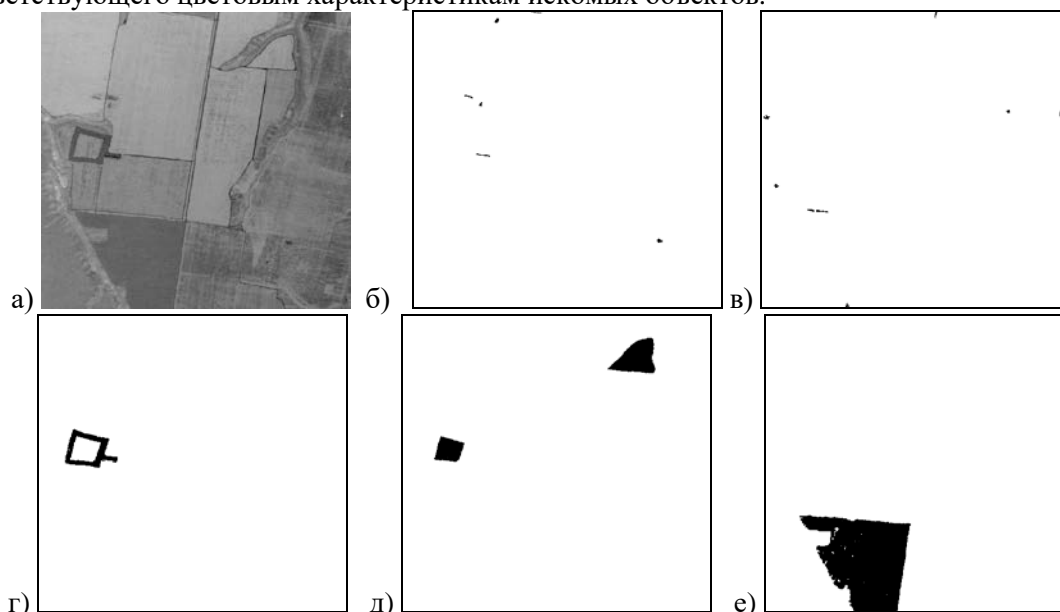 ветствующего цветовым характеристикам искомых объектов.
а) б) в)
г) д) е)